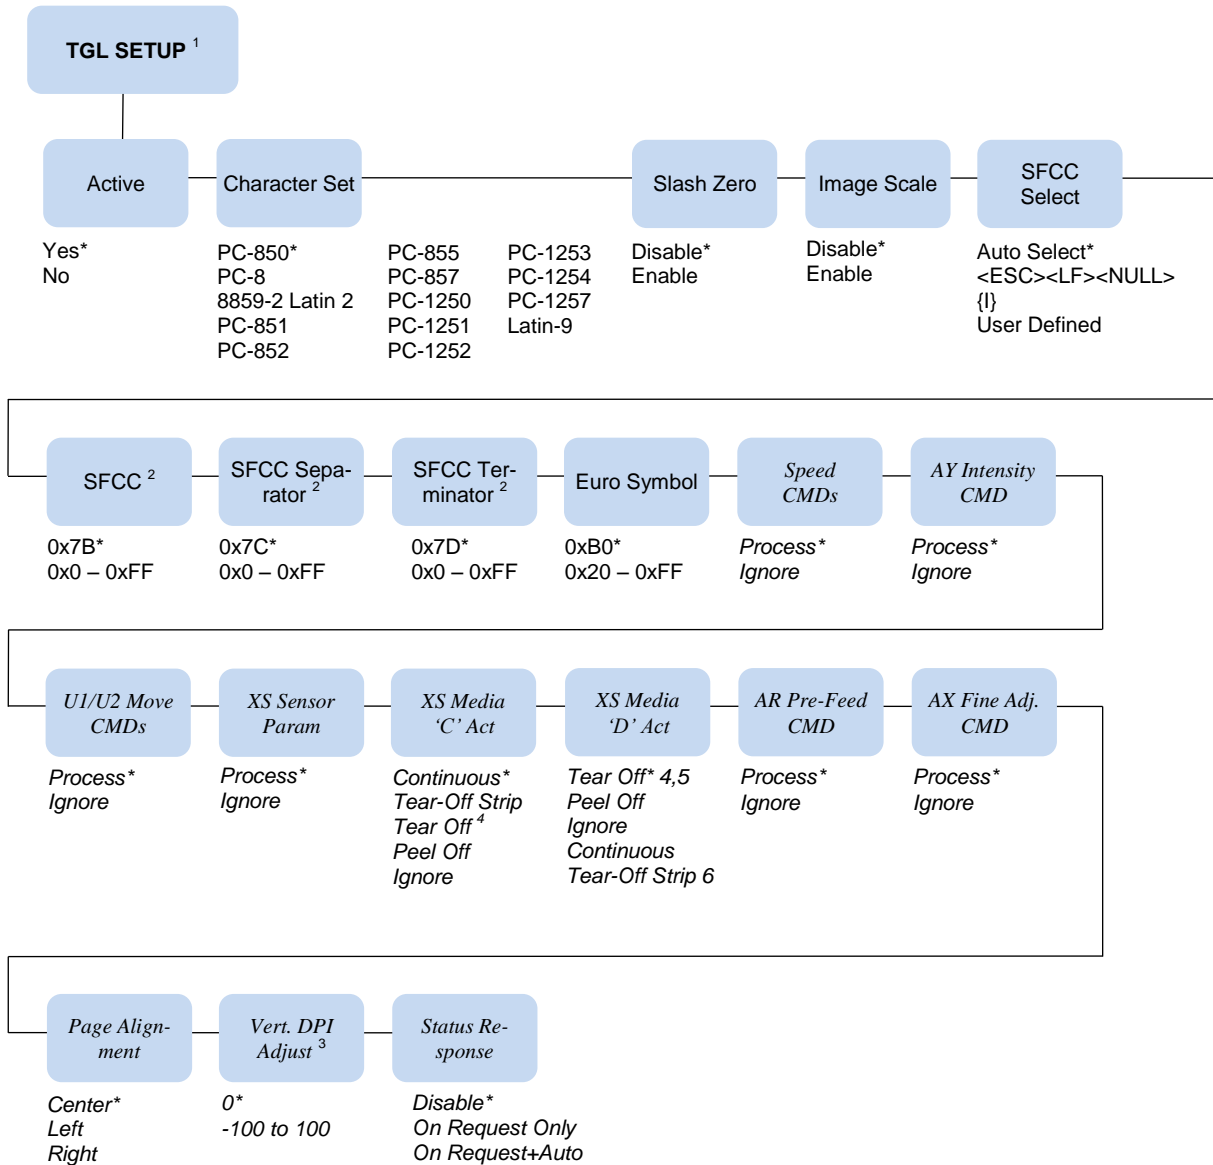 TGL SETUP 1
Active
Character Set
Slash Zero
Image Scale
SFCC
Select
Yes*
No
PC-850*
PC-8
8859-2 Latin 2
PC-851
PC-852
PC-855
PC-857
PC-1250
PC-1251
PC-1252
PC-1253
PC-1254
PC-1257
Latin-9
Disable*
Enable
Disable*
Enable
Auto Select*
<ESC><LF><NULL>
{I}
User Defined
SFCC 2
SFCC Sepa-
rator 2
SFCC Ter-
minator 2
Euro Symbol
Speed
CMDs
AY Intensity
CMD
0x7B*
0x0 – 0xFF
0x7C*
0x0 – 0xFF
0x7D*
0x0 – 0xFF
0xB0*
0x20 – 0xFF
Process*
Ignore
Process*
Ignore
U1/U2 Move
CMDs
XS Sensor
Param
XS Media
‘C’ Act
XS Media
‘D’ Act
AR Pre-Feed
CMD
AX Fine Adj.
CMD
Process*
Ignore
Process*
Ignore
Continuous*
Tear-Off Strip
Tear Off 4
Peel Off
Ignore
Tear Off* 4,5
Peel Off
Ignore
Continuous
Tear-Off Strip 6
Process*
Ignore
Process*
Ignore
Page Align-
ment
Vert. DPI
Adjust 3
Status Re-
sponse
Center*
Left
Right
0*
-100 to 100
Disable*
On Request Only
On Request+Auto